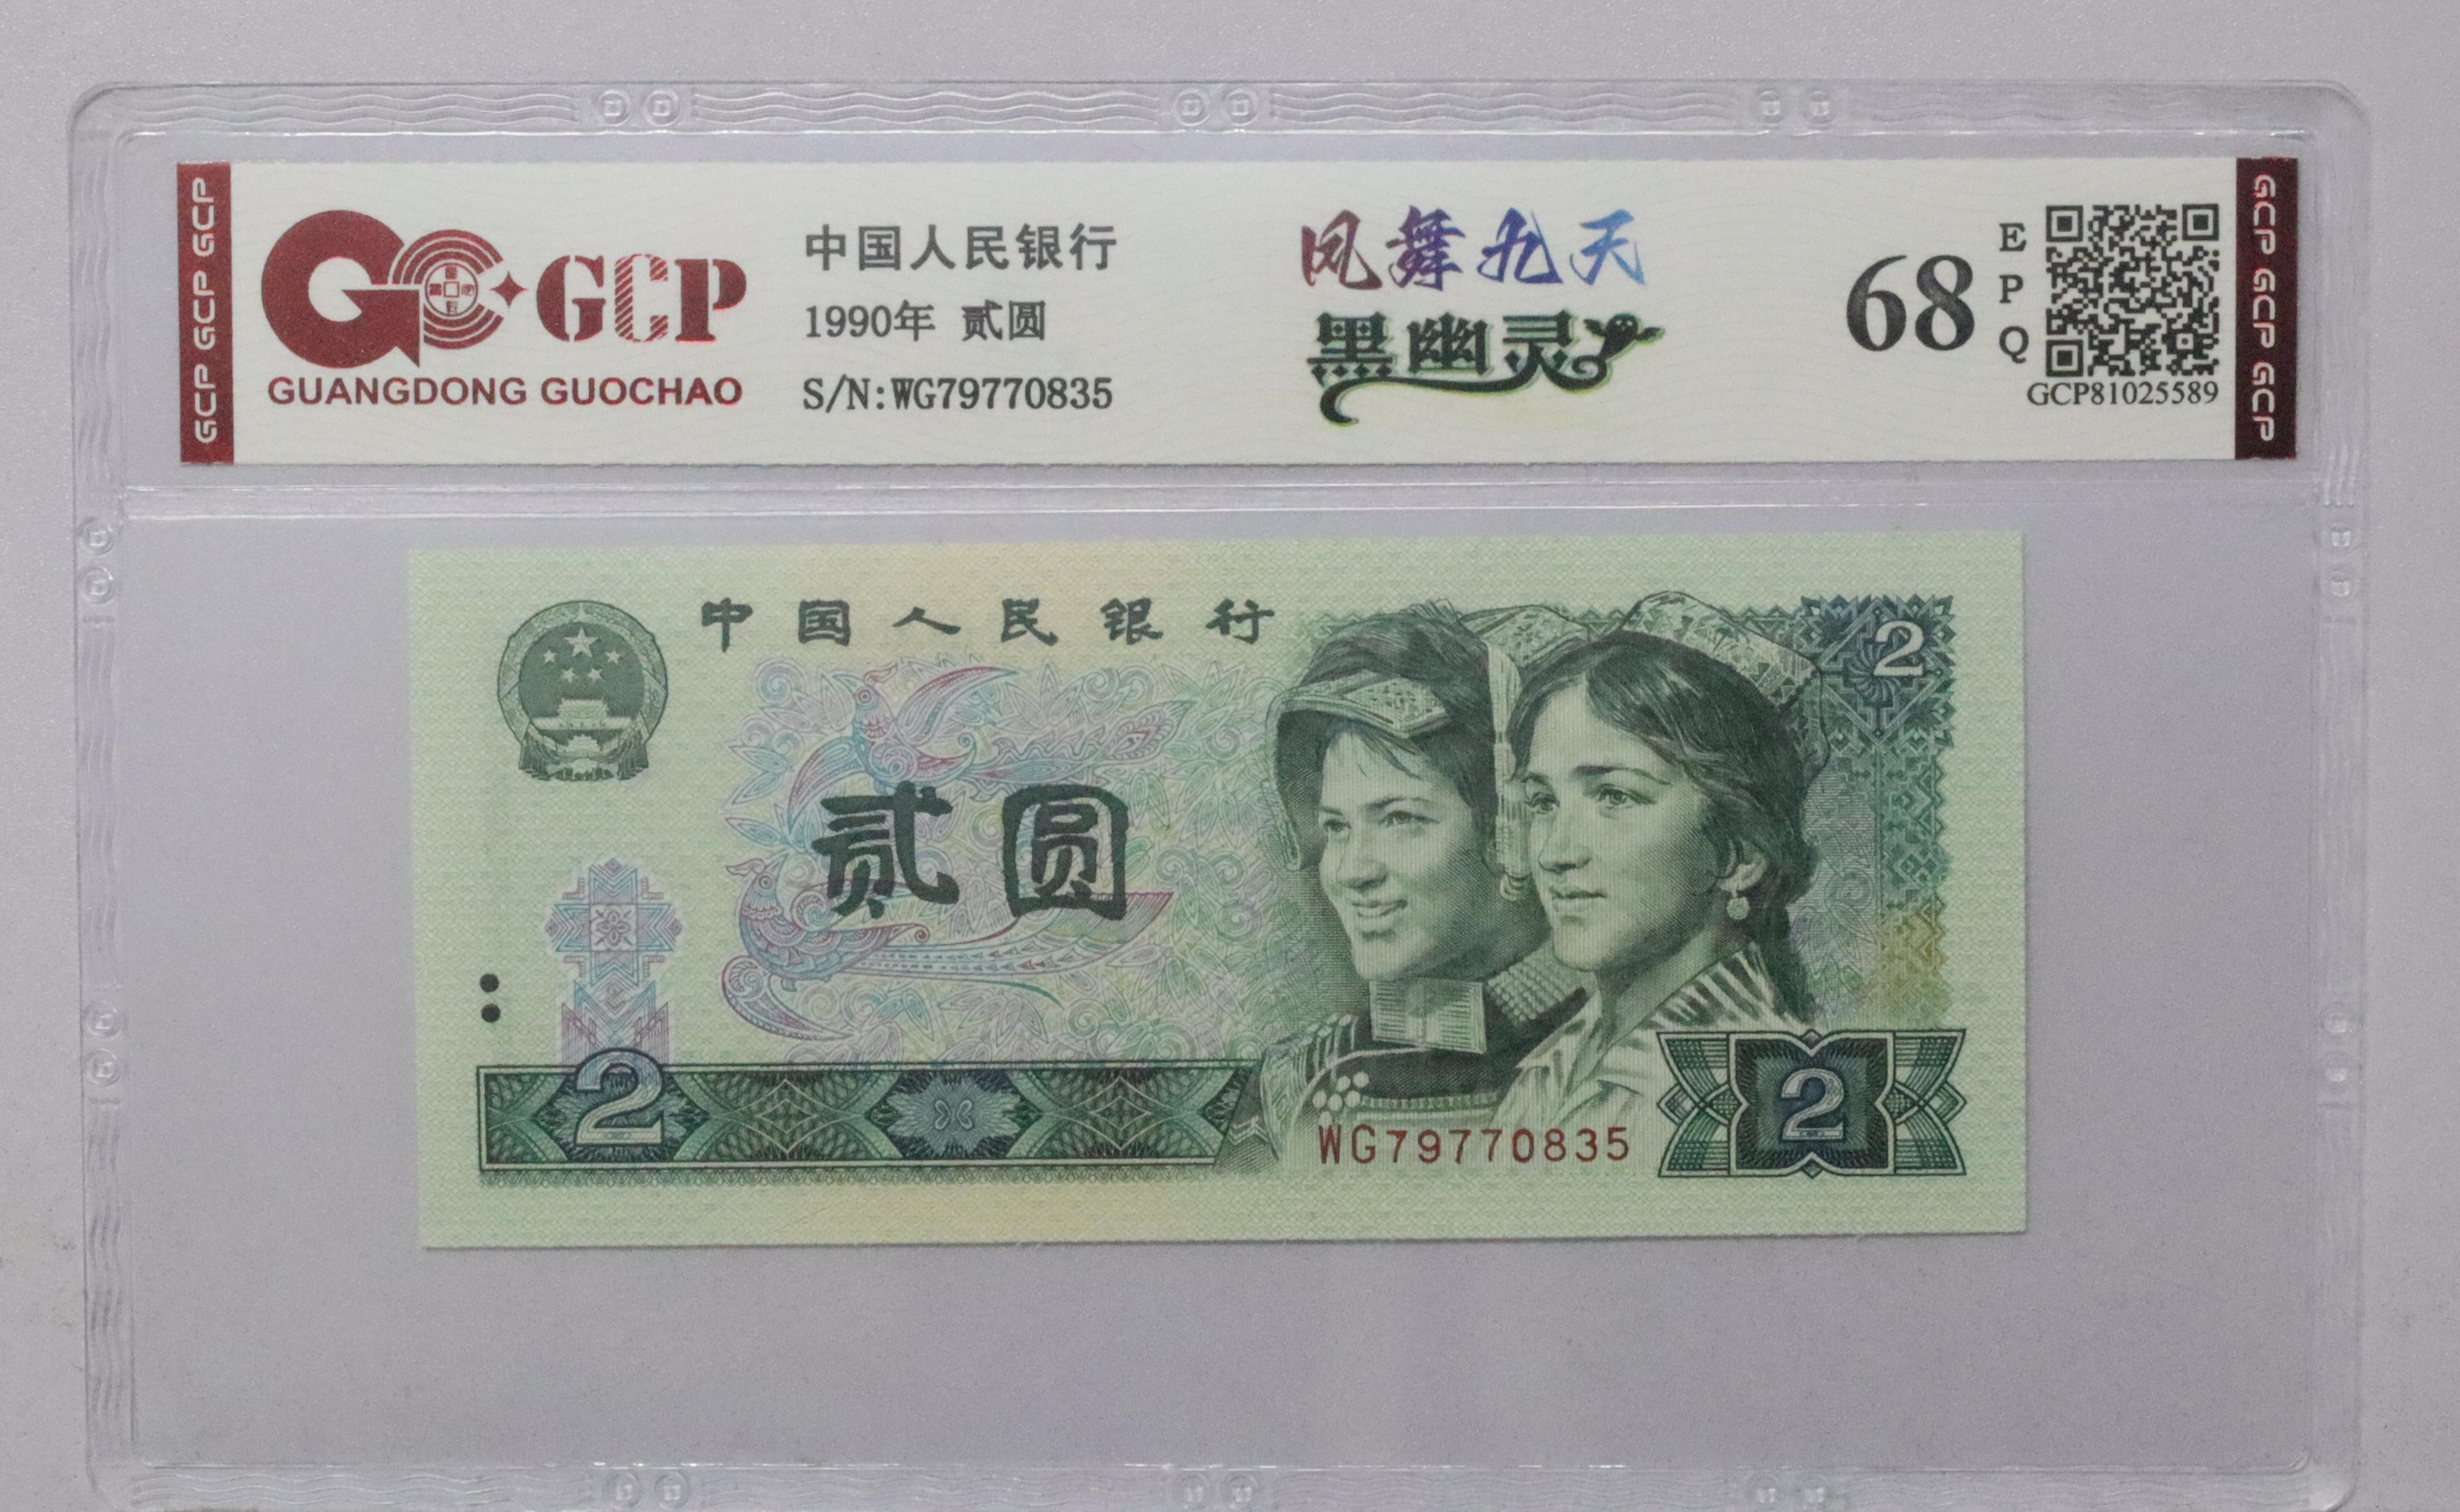 GCP GCP GCP
GCP
GUANGDONG GUOCHAO
中国人民银行
1990年 贰圆
S/N:WG79770835
凤舞九天
黑幽灵
68
E
P
Q
GCP81025589
GCP GCP GCP
中国人民银行
2
贰圆
2
WG79770835
2